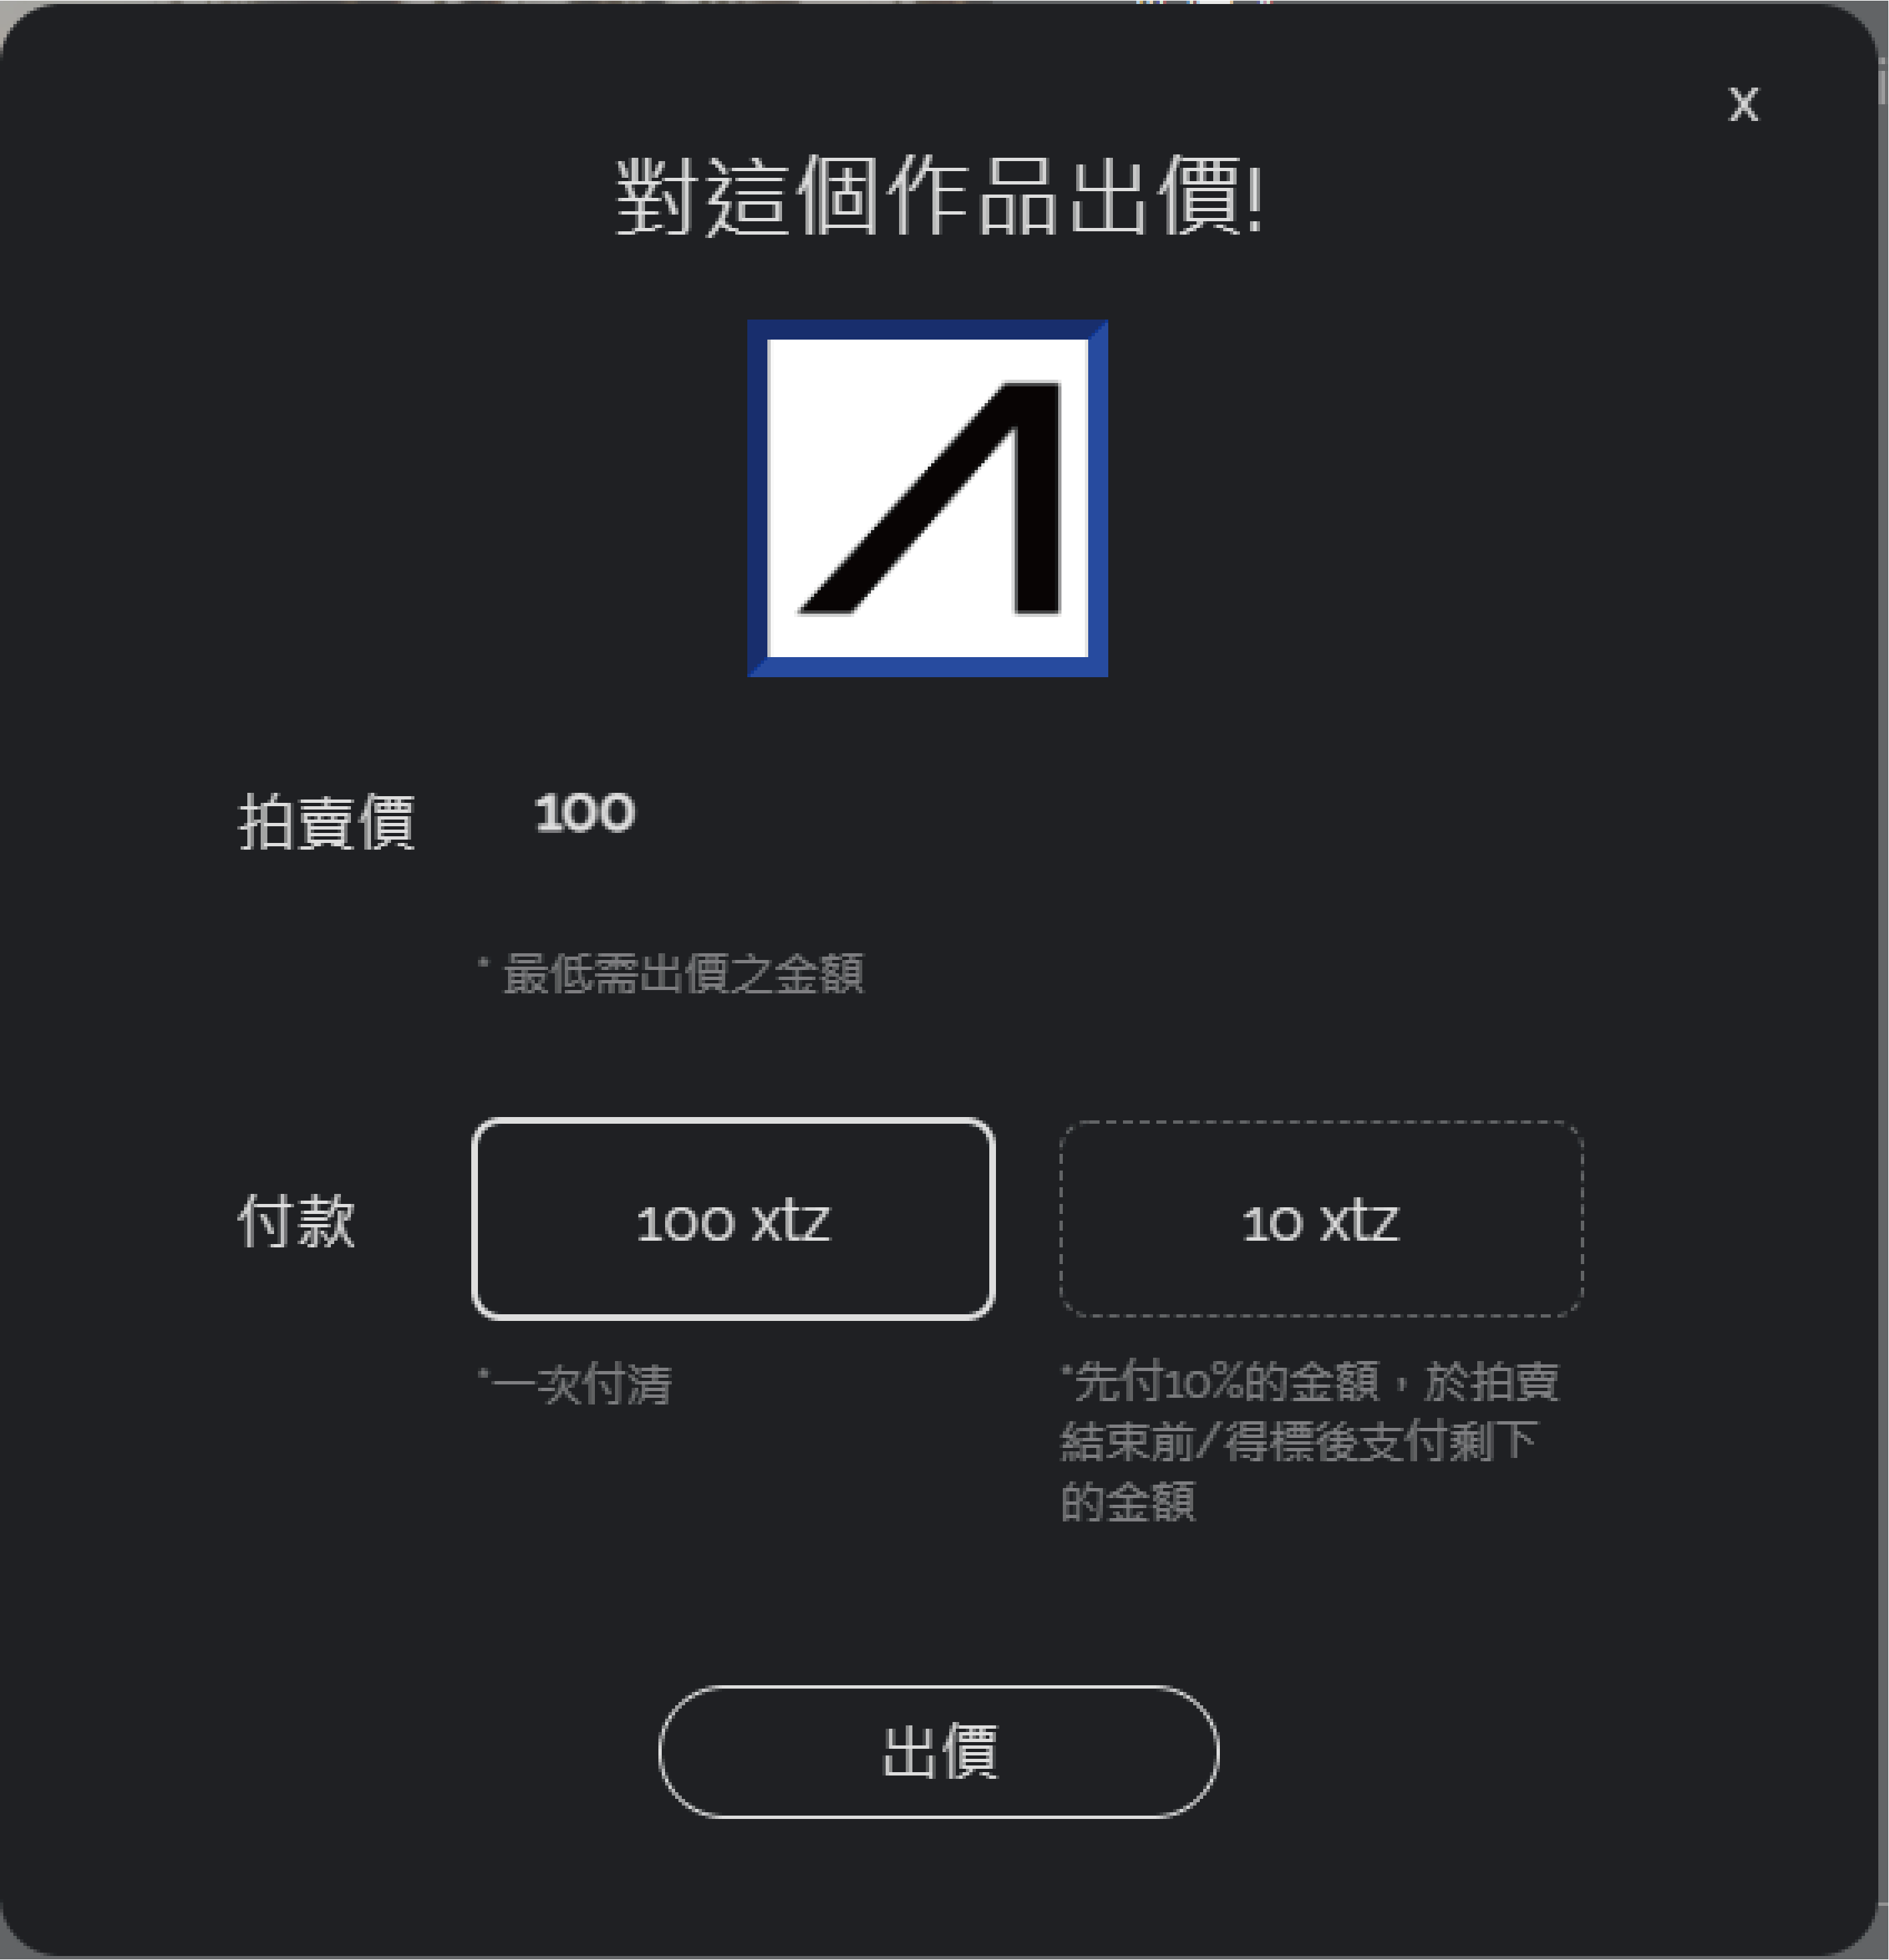 x
對這個作品出價!
拍賣價 100
* 最低需出價之金額
付款 100 xtz 10 xtz
*一次付清
*先付10%的金額，於拍賣
結束前/得標後支付剩下
的金額
出價